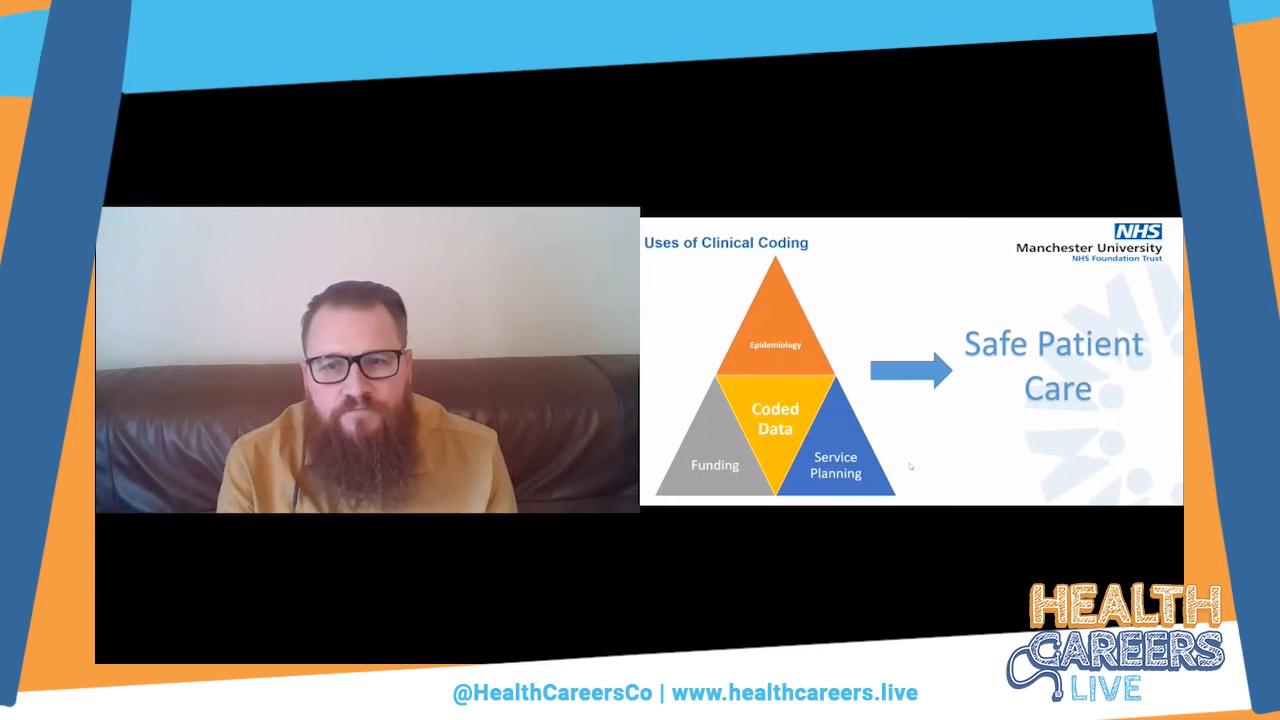 Uses of Clinical Coding
NHS
Manchester University
NHS Foundation Trust
Epidemiology
Coded
Data
Funding
Service
Planning
Safe Patient
Care
HEALTH
CAREERS
LIVE
@HealthCareersCo | www.healthcareers.live